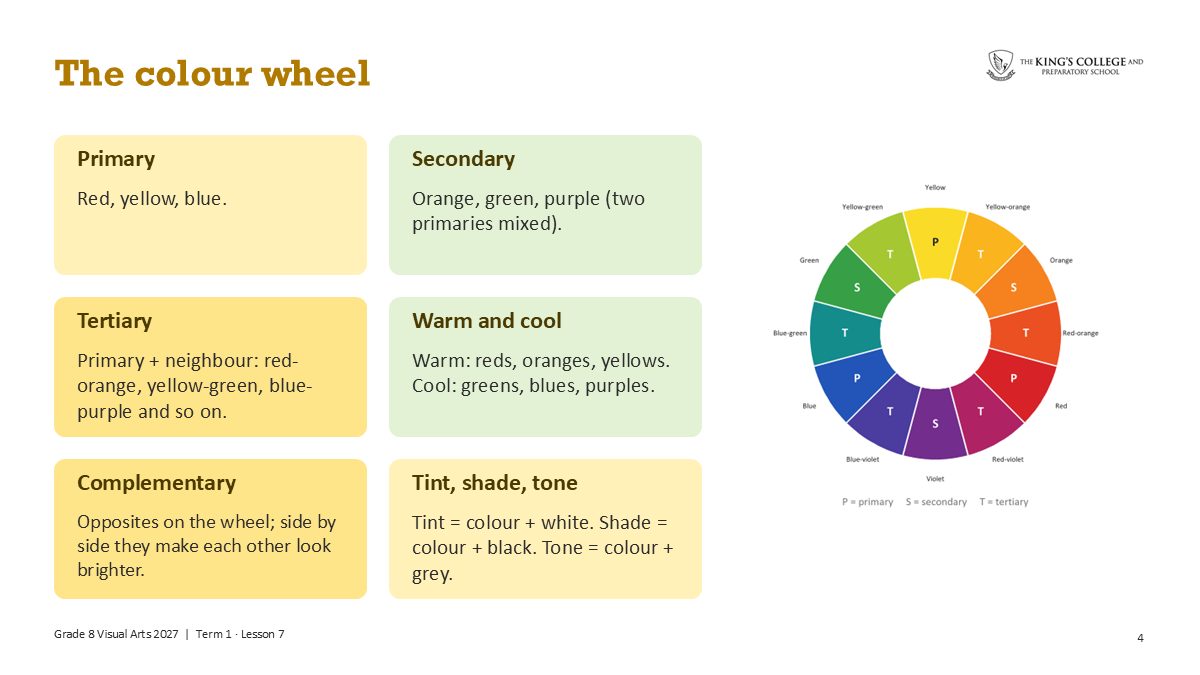 The colour wheel
THE KING'S COLLEGE AND
PREPARATORY SCHOOL
Primary
Red, yellow, blue.
Secondary
Orange, green, purple (two
primaries mixed).
Tertiary
Primary + neighbour: red-
orange, yellow-green, blue-
purple and so on.
Warm and cool
Warm: reds, oranges, yellows.
Cool: greens, blues, purples.
Complementary
Opposites on the wheel; side by
side they make each other look
brighter.
Tint, shade, tone
Tint = colour + white. Shade =
colour + black. Tone = colour +
grey.
Yellow
Yellow-green
Yellow-orange
P
T
T
Green
Orange
S
S
Blue-green
T
T
Red-orange
P
P
Blue
Red
T
T
S
Blue-violet
Red-violet
Violet
P = primary S = secondary T = tertiary
Grade 8 Visual Arts 2027 | Term 1 · Lesson 7
4